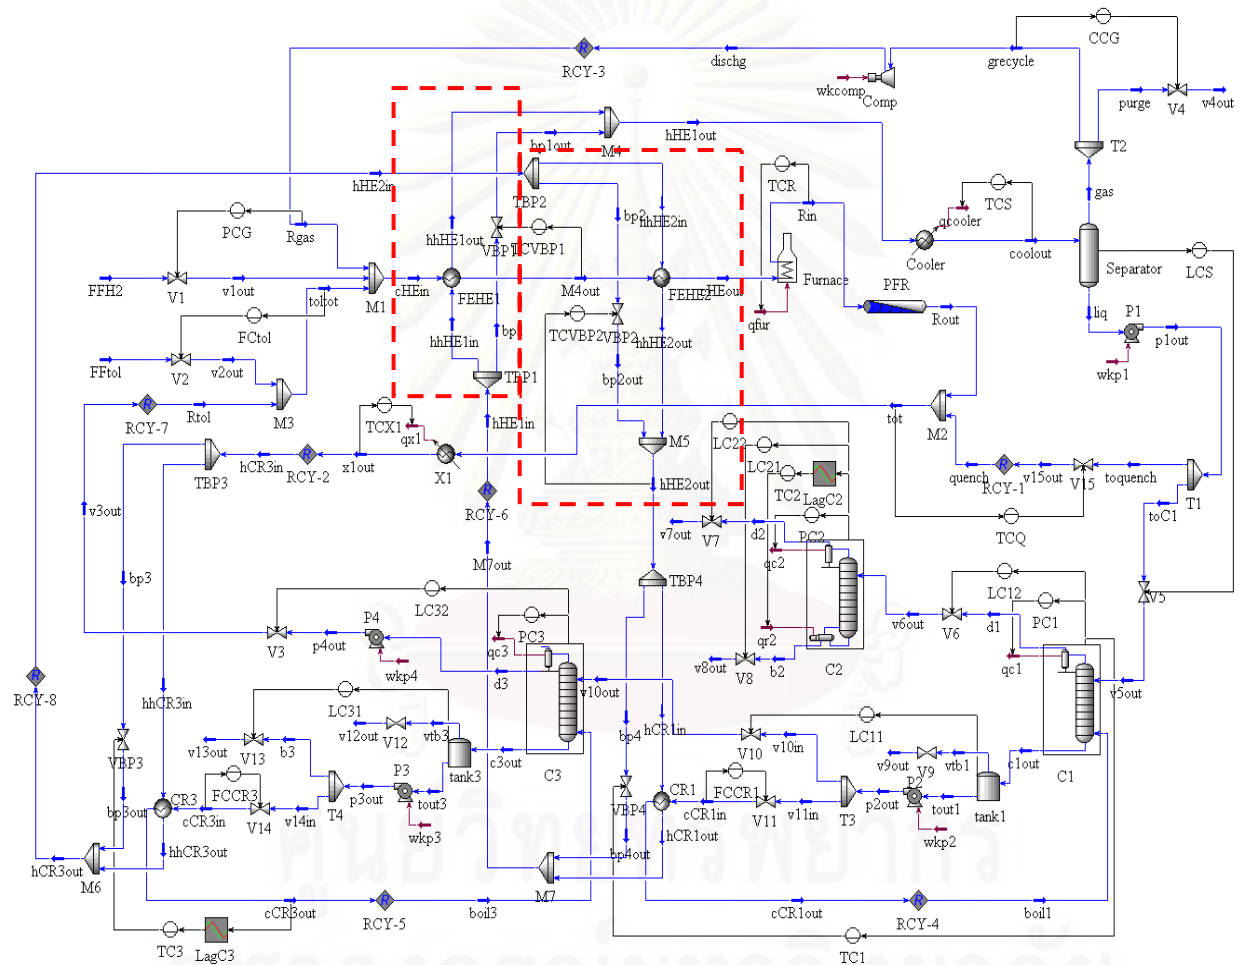 CCG
dischg
grecycle
RCY-3
wkcomp
Comp
purge
V4
v4out
bp1out
M4
hHE1out
T2
hHE2in
TBP2
TCR
TCS
gas
PCG
Rgas
hhHE1out
VBP1
TCVBP1
bp2
hhHE2in
Rin
qcooler
Cooler
coolout
Separator
LCS
FFH2
V1
v1out
M1
cHEin
FEHE1
M4out
FEHE2
cHEout
Furnace
PFR
Rout
liq
P1
p1out
FCtol
hhHE1in
bp1
TCVBP2
VBP2
hhHE2out
qfur
wkp1
FFtol
V2
v2out
M3
TBP1
bp2out
RCY-7
Rtol
TCX1
qx1
hHE1in
M5
tot
M2
LC22
TBP3
hCR3in
RCY-2
x1out
X1
hHE2out
LC21
TC2
LagC2
quench
RCY-1
v15out
V15
toquench
T1
RCY-6
toC1
v3out
v7out
V7
d2
PC2
TCQ
bp3
M7out
TBP4
qc2
C2
LC12
PC1
V5
LC32
P4
PC3
qc3
v6out
V6
d1
V3
p4out
wkp4
d3
qr2
v8out
V8
b2
qc1
v5out
RCY-8
hhCR3in
LC31
v10out
hCR1in
LC11
v13out
V13
b3
v12out
V12
vtb3
c3out
C3
bp4
V10
v10in
v9out
V9
vtb1
c1out
C1
VBP3
tank3
P3
FCCR3
p3out
tout3
T4
CR3
cCR3in
V14
v14in
wkp3
CR1
FCCR1
cCR1in
V11
v11in
T3
p2out
P2
tout1
tank1
wkp2
VBP4
bp3out
hhCR3out
hCR1out
bp4out
hCR3out
M6
M7
cCR3out
RCY-5
boil3
cCR1out
RCY-4
boil1
TC3
LagC3
TC1